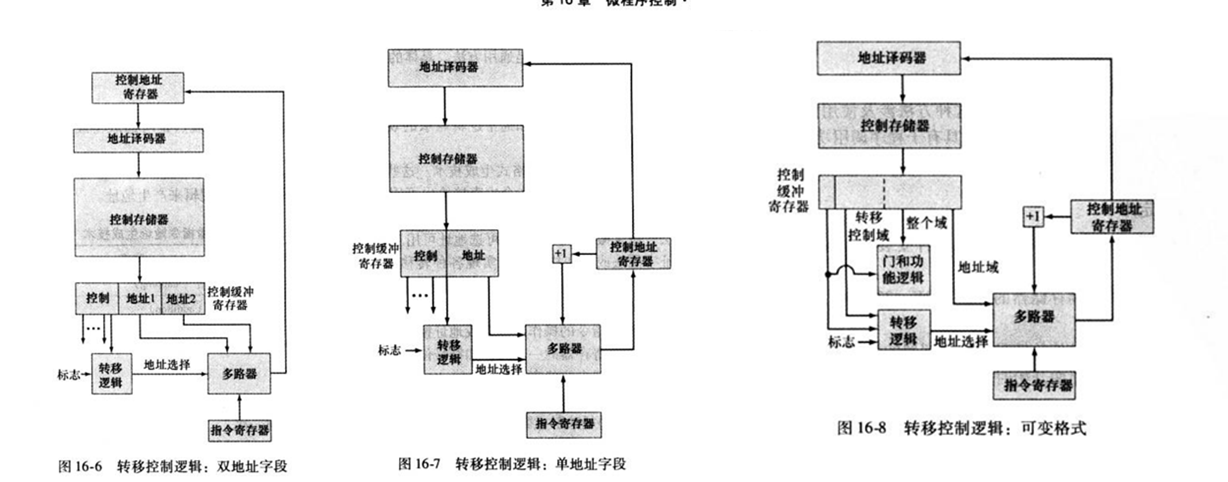 第 16 章 微程序控制
控制地址
寄存器
地址译码器
控制存储器
控制 地址1 地址2
控制缓冲
寄存器
...
标志
转移
逻辑
地址选择
多路器
指令寄存器
图 16-6 转移控制逻辑：双地址字段
地址译码器
控制存储器
控制缓冲
寄存器
控制 地址
+1
控制地址
寄存器
...
标志
转移
逻辑
地址选择
多路器
指令寄存器
图 16-7 转移控制逻辑：单地址字段
地址译码器
控制存储器
控制
缓冲
寄存器
转移
控制域
整个域
+1
控制地址
寄存器
门和功
能逻辑
地址域
标志
转移
逻辑
地址选择
多路器
指令寄存器
图 16-8 转移控制逻辑：可变格式